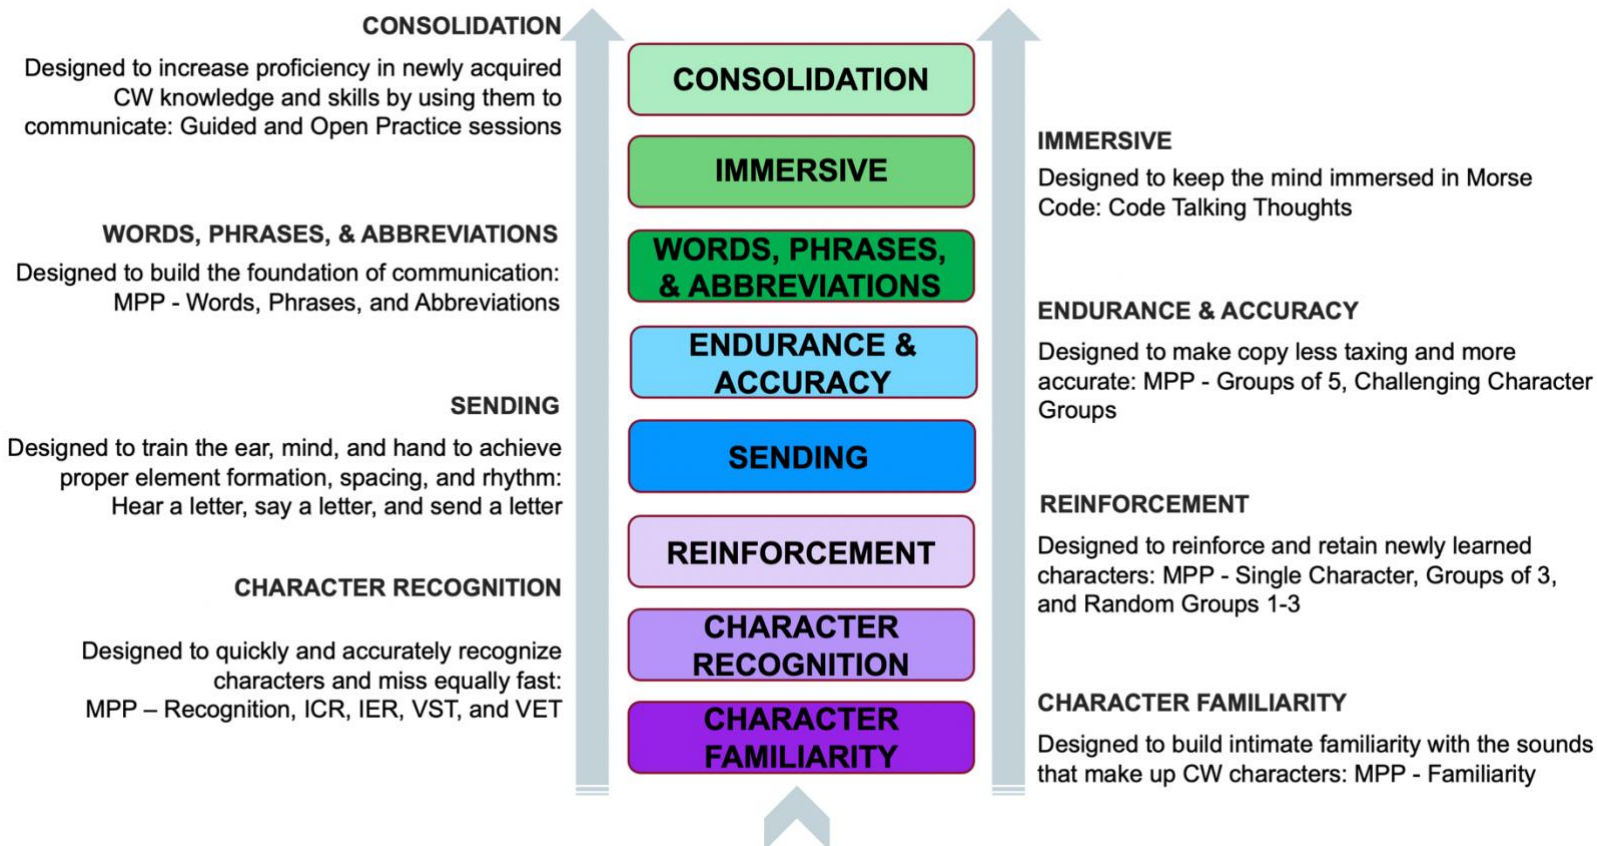 CONSOLIDATION
Designed to increase proficiency in newly acquired
CW knowledge and skills by using them to
communicate: Guided and Open Practice sessions
WORDS, PHRASES, & ABBREVIATIONS
Designed to build the foundation of communication:
MPP - Words, Phrases, and Abbreviations
SENDING
Designed to train the ear, mind, and hand to achieve
proper element formation, spacing, and rhythm:
Hear a letter, say a letter, and send a letter
CHARACTER RECOGNITION
Designed to quickly and accurately recognize
characters and miss equally fast:
MPP – Recognition, ICR, IER, VST, and VET
CONSOLIDATION
IMMERSIVE
WORDS, PHRASES,
& ABBREVIATIONS
ENDURANCE &
ACCURACY
SENDING
REINFORCEMENT
CHARACTER
RECOGNITION
CHARACTER
FAMILIARITY
IMMERSIVE
Designed to keep the mind immersed in Morse
Code: Code Talking Thoughts
ENDURANCE & ACCURACY
Designed to make copy less taxing and more
accurate: MPP - Groups of 5, Challenging Character
Groups
REINFORCEMENT
Designed to reinforce and retain newly learned
characters: MPP - Single Character, Groups of 3,
and Random Groups 1-3
CHARACTER FAMILIARITY
Designed to build intimate familiarity with the sounds
that make up CW characters: MPP - Familiarity